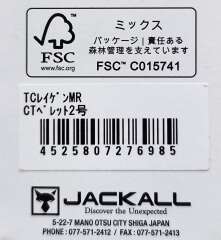 FSC
www.fsc.org
ミックス
パッケージ | 責任ある
森林管理を支えています
FSC™ C015741
TCレイゲンMR
CTペレット2号
4525807276985
JACKALL
Discover the Unexpected
5-22-7 MANO OTSU CITY SHIGA JAPAN
PHONE : 077-571-2412 / FAX : 077-571-2413